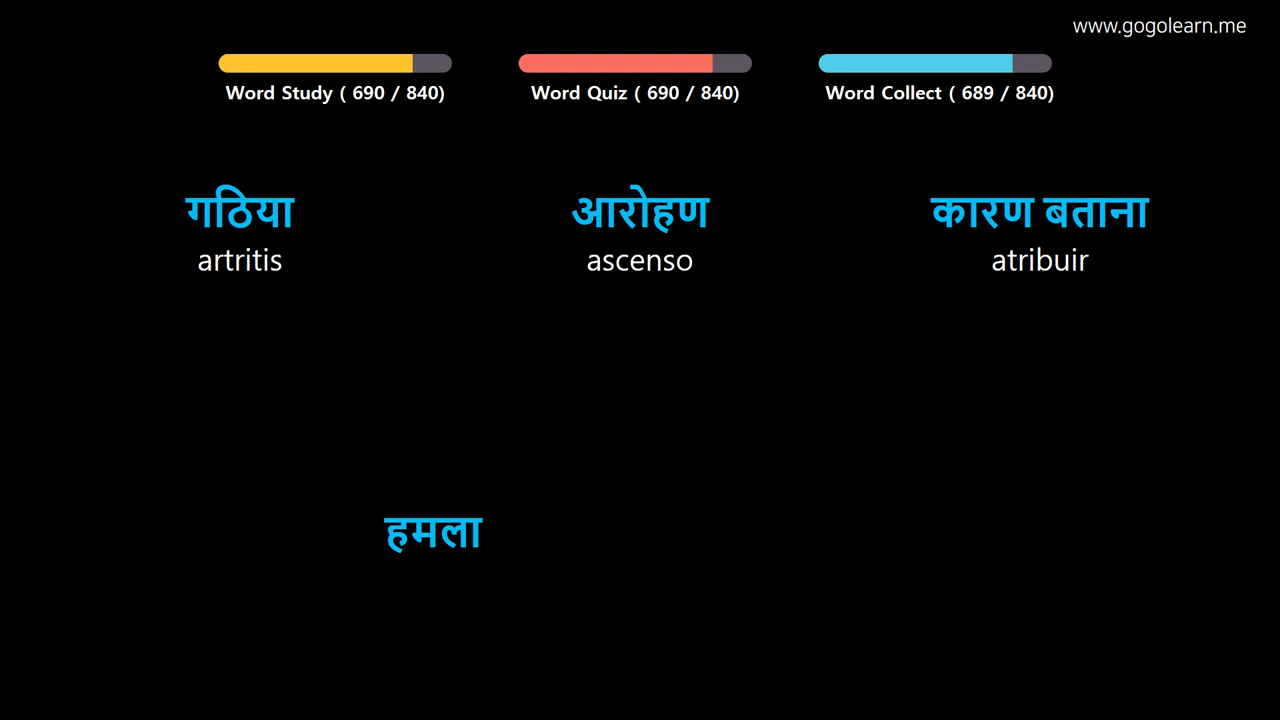 www.gogolearn.me
Word Study ( 690 / 840)
Word Quiz ( 690 / 840)
Word Collect ( 689 / 840)
गठिया
आरोहण
कारण बताना
artritis
ascenso
atribuir
हमला